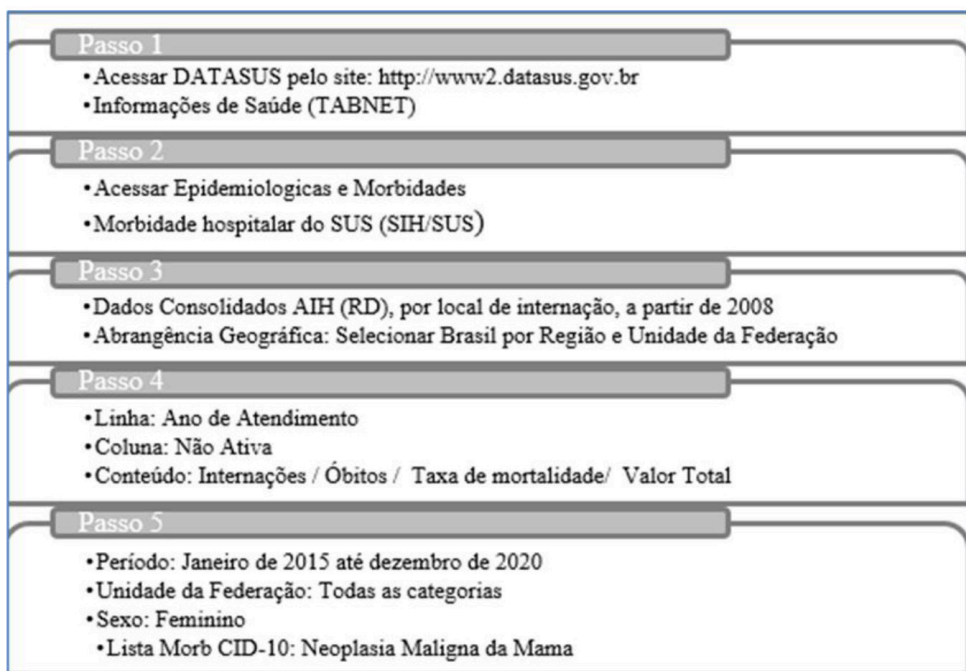 Passo 1
•Acessar DATASUS pelo site: http://www2.datasus.gov.br
•Informações de Saúde (TABNET)
Passo 2
•Acessar Epidemiologicas e Morbidades
•Morbidade hospitalar do SUS (SIH/SUS)
Passo 3
•Dados Consolidados AIH (RD), por local de internação, a partir de 2008
•Abrangência Geográfica: Selecionar Brasil por Região e Unidade da Federação
Passo 4
•Linha: Ano de Atendimento
•Coluna: Não Ativa
•Conteúdo: Internações / Óbitos / Taxa de mortalidade/ Valor Total
Passo 5
•Período: Janeiro de 2015 até dezembro de 2020
•Unidade da Federação: Todas as categorias
•Sexo: Feminino
•Lista Morb CID-10: Neoplasia Maligna da Mama